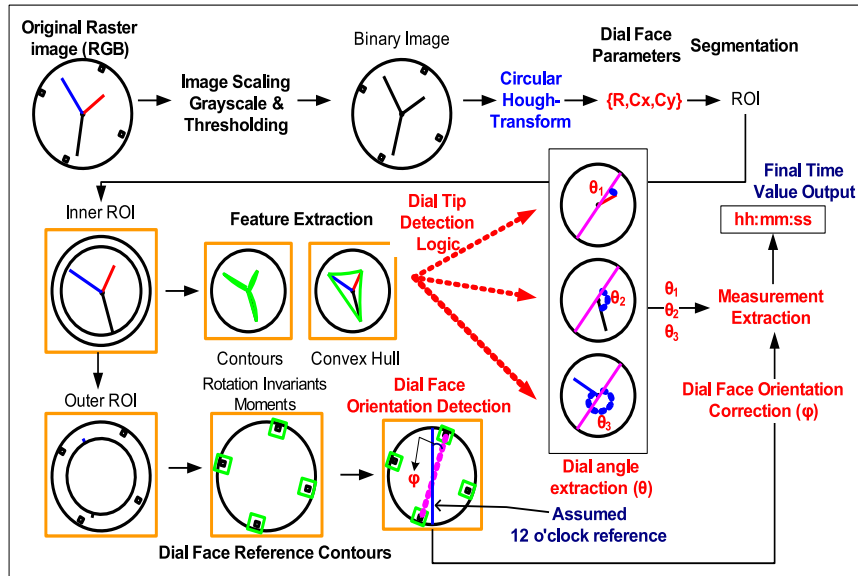 Original Raster
image (RGB)
Image Scaling
Grayscale &
Thresholding
Binary Image
Circular
Hough-
Transform
Dial Face
Parameters
{R,Cx,Cy}
Segmentation
ROI
Inner ROI
Feature Extraction
Contours
Convex Hull
Dial Tip
Detection
Logic
θ1
θ2
θ3
Dial angle
extraction (θ)
θ1
θ2
θ3
Final Time
Value Output
hh:mm:ss
Measurement
Extraction
Dial Face Orientation
Correction (φ)
Outer ROI
Rotation Invariants
Moments
Dial Face
Orientation Detection
φ
Assumed
12 o'clock reference
Dial Face Reference Contours